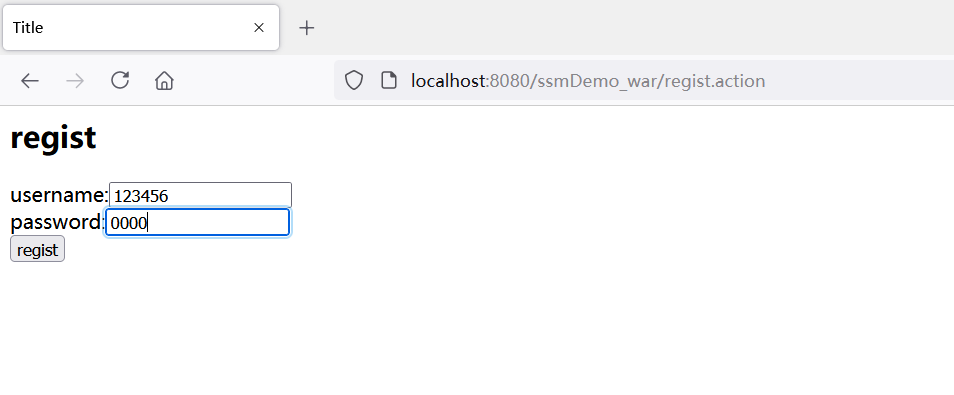 Title
localhost:8080/ssmDemo_war/regist.action
regist
username:123456
password:0000
regist